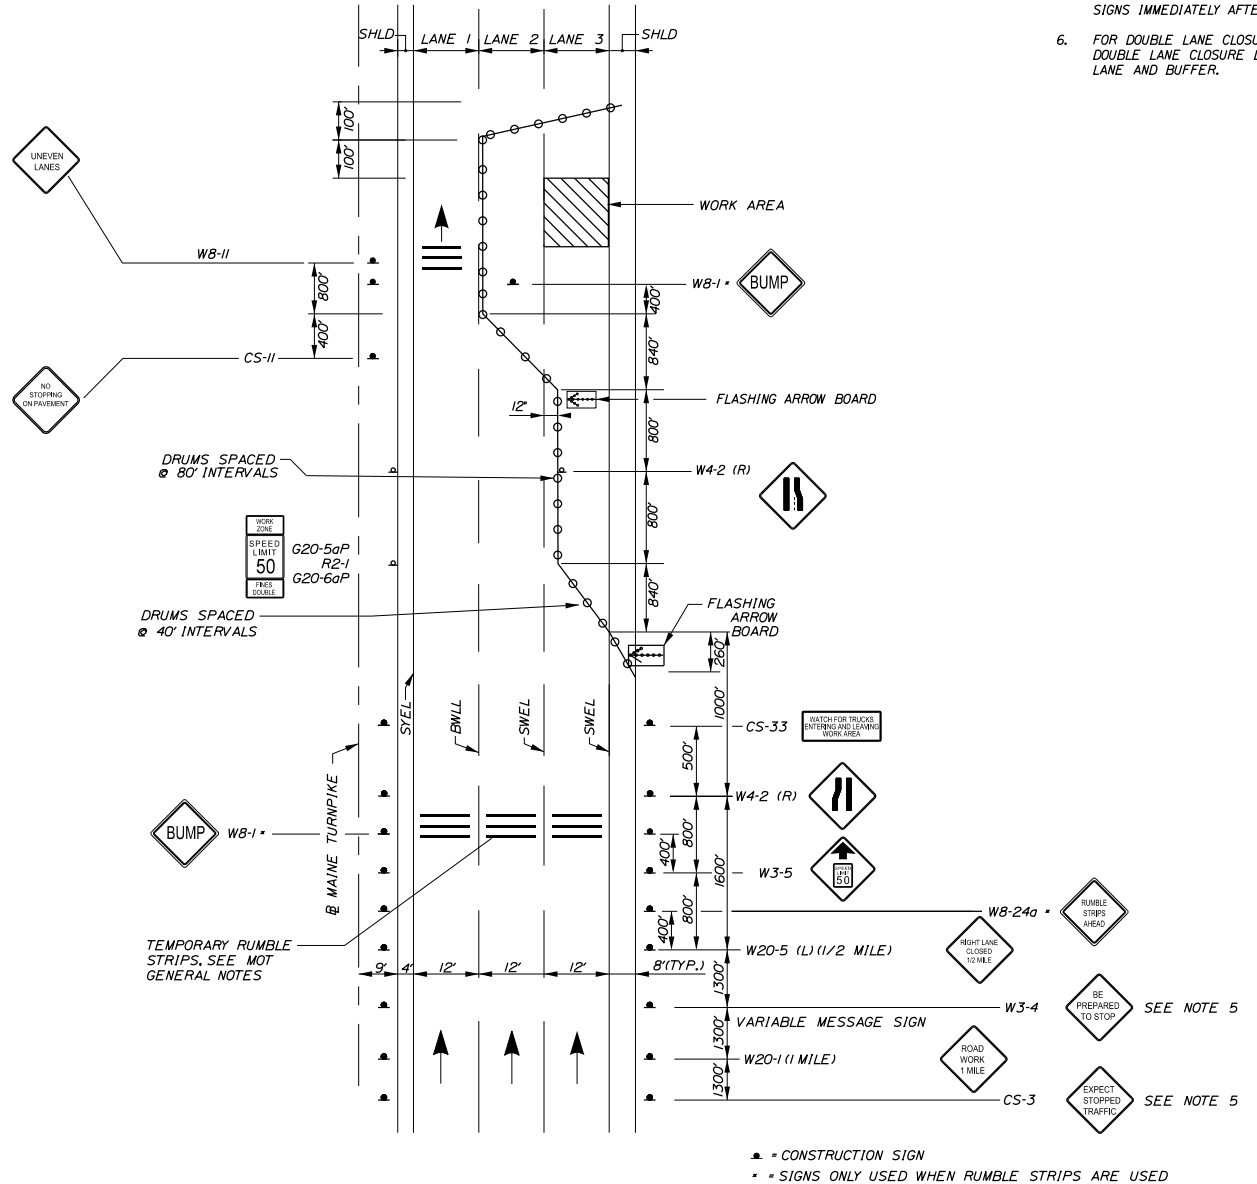 SIGNS IMMEDIATELY AFTE
6. FOR DOUBLE LANE CLOSU
DOUBLE LANE CLOSURE
LANE AND BUFFER.
SHLD
LANE 1
LANE 2
LANE 3
SHLD
100'
100'
UNEVEN
LANES
WORK AREA
W8-11
800'
W8-1 *
BUMP
400'
400'
CS-11
840'
NO
STOPPING
ON PAVEMENT
FLASHING ARROW BOARD
12"
800'
DRUMS SPACED
@ 80' INTERVALS
W4-2 (R)
800'
WORK
ZONE
SPEED
LIMIT
50
FINES
DOUBLE
G20-5aP
R2-1
G20-6aP
840'
DRUMS SPACED
@ 40' INTERVALS
FLASHING
ARROW
BOARD
260'
1000'
SYEL
BWLL
SWEL
SWEL
CS-33
WATCH FOR TRUCKS
ENTERING AND LEAVING
WORK AREA
500'
W4-2 (R)
BL MAINE TURNPIKE
BUMP
W8-1 *
400'
800'
1600'
W3-5
SPEED
LIMIT
50
800'
400'
W8-24a *
RUMBLE
STRIPS
AHEAD
TEMPORARY RUMBLE
STRIPS. SEE MOT
GENERAL NOTES
W20-5 (L) (1/2 MILE)
RIGHT LANE
CLOSED
1/2 MILE
9'
4'
12'
12'
12'
8'(TYP.)
1300'
W3-4
BE
PREPARED
TO STOP
SEE NOTE 5
VARIABLE MESSAGE SIGN
1300'
W20-1 (1 MILE)
ROAD
WORK
1 MILE
1300'
CS-3
EXPECT
STOPPED
TRAFFIC
SEE NOTE 5
= CONSTRUCTION SIGN
* = SIGNS ONLY USED WHEN RUMBLE STRIPS ARE USED